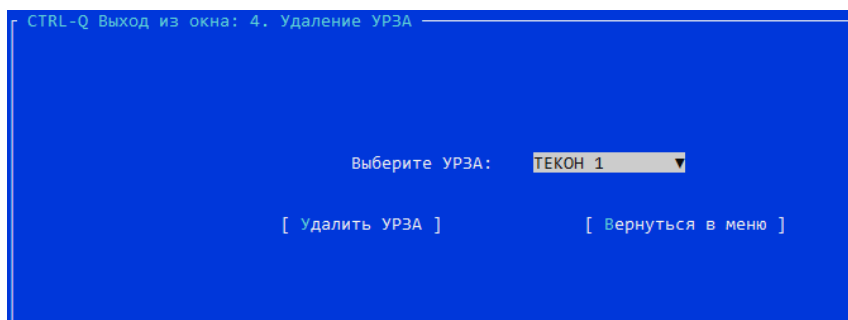 CTRL-Q Выход из окна: 4. Удаление УРЗА
Выберите УРЗА: ТЕКОН 1 ▼
[ Удалить УРЗА ] [ Вернуться в меню ]